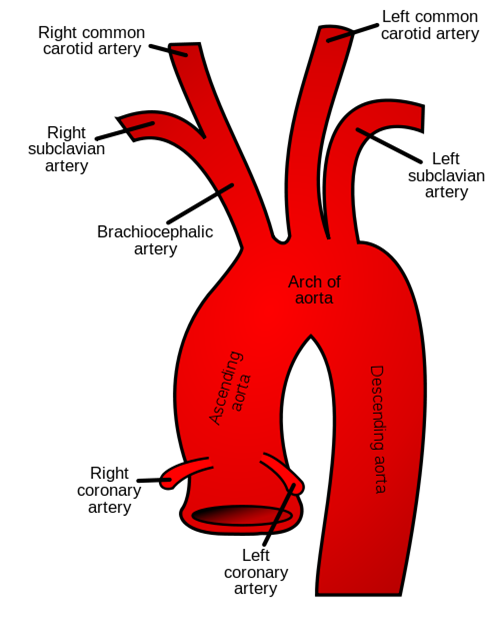 Right common
carotid artery
Left common
carotid artery
Right
subclavian
artery
Left
subclavian
artery
Brachiocephalic
artery
Arch of
aorta
Ascending
aorta
Descending aorta
Right
coronary
artery
Left
coronary
artery